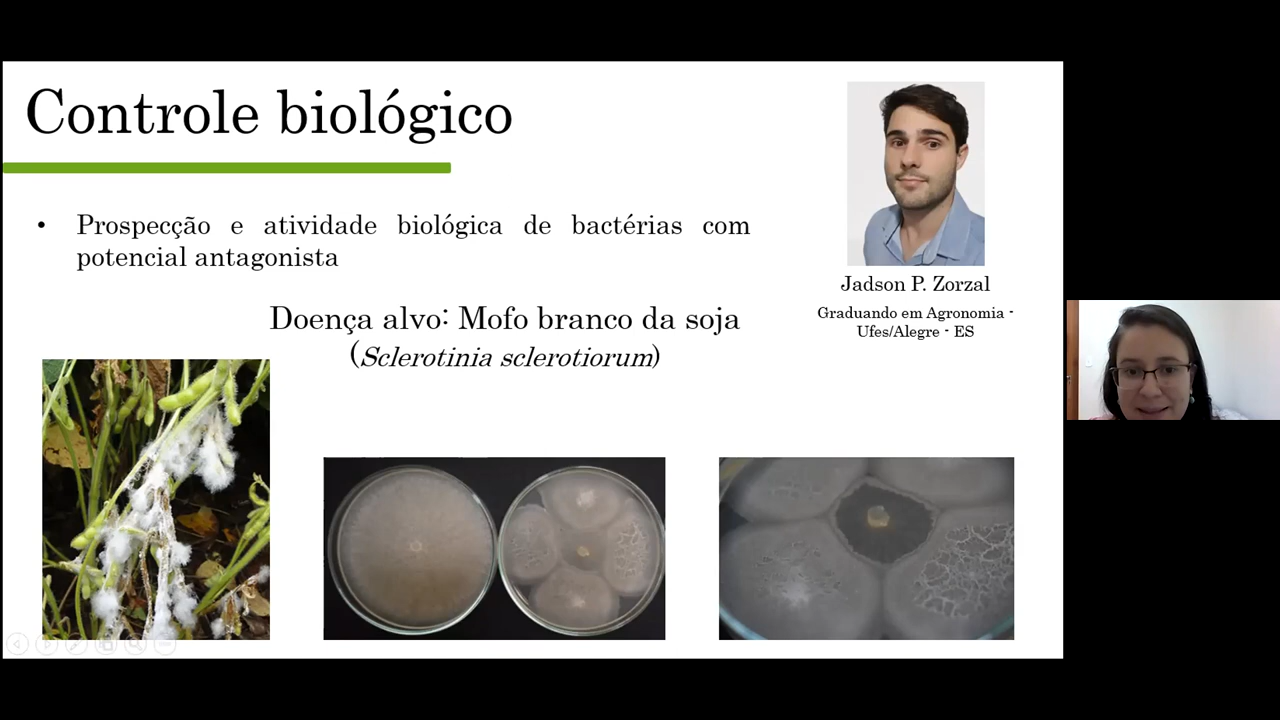 Controle biológico
• Prospecção e atividade biológica de bactérias com
potencial antagonista
Doença alvo: Mofo branco da soja
(Sclerotinia sclerotiorum)
Jadson P. Zorzal
Graduando em Agronomia -
Ufes/Alegre - ES